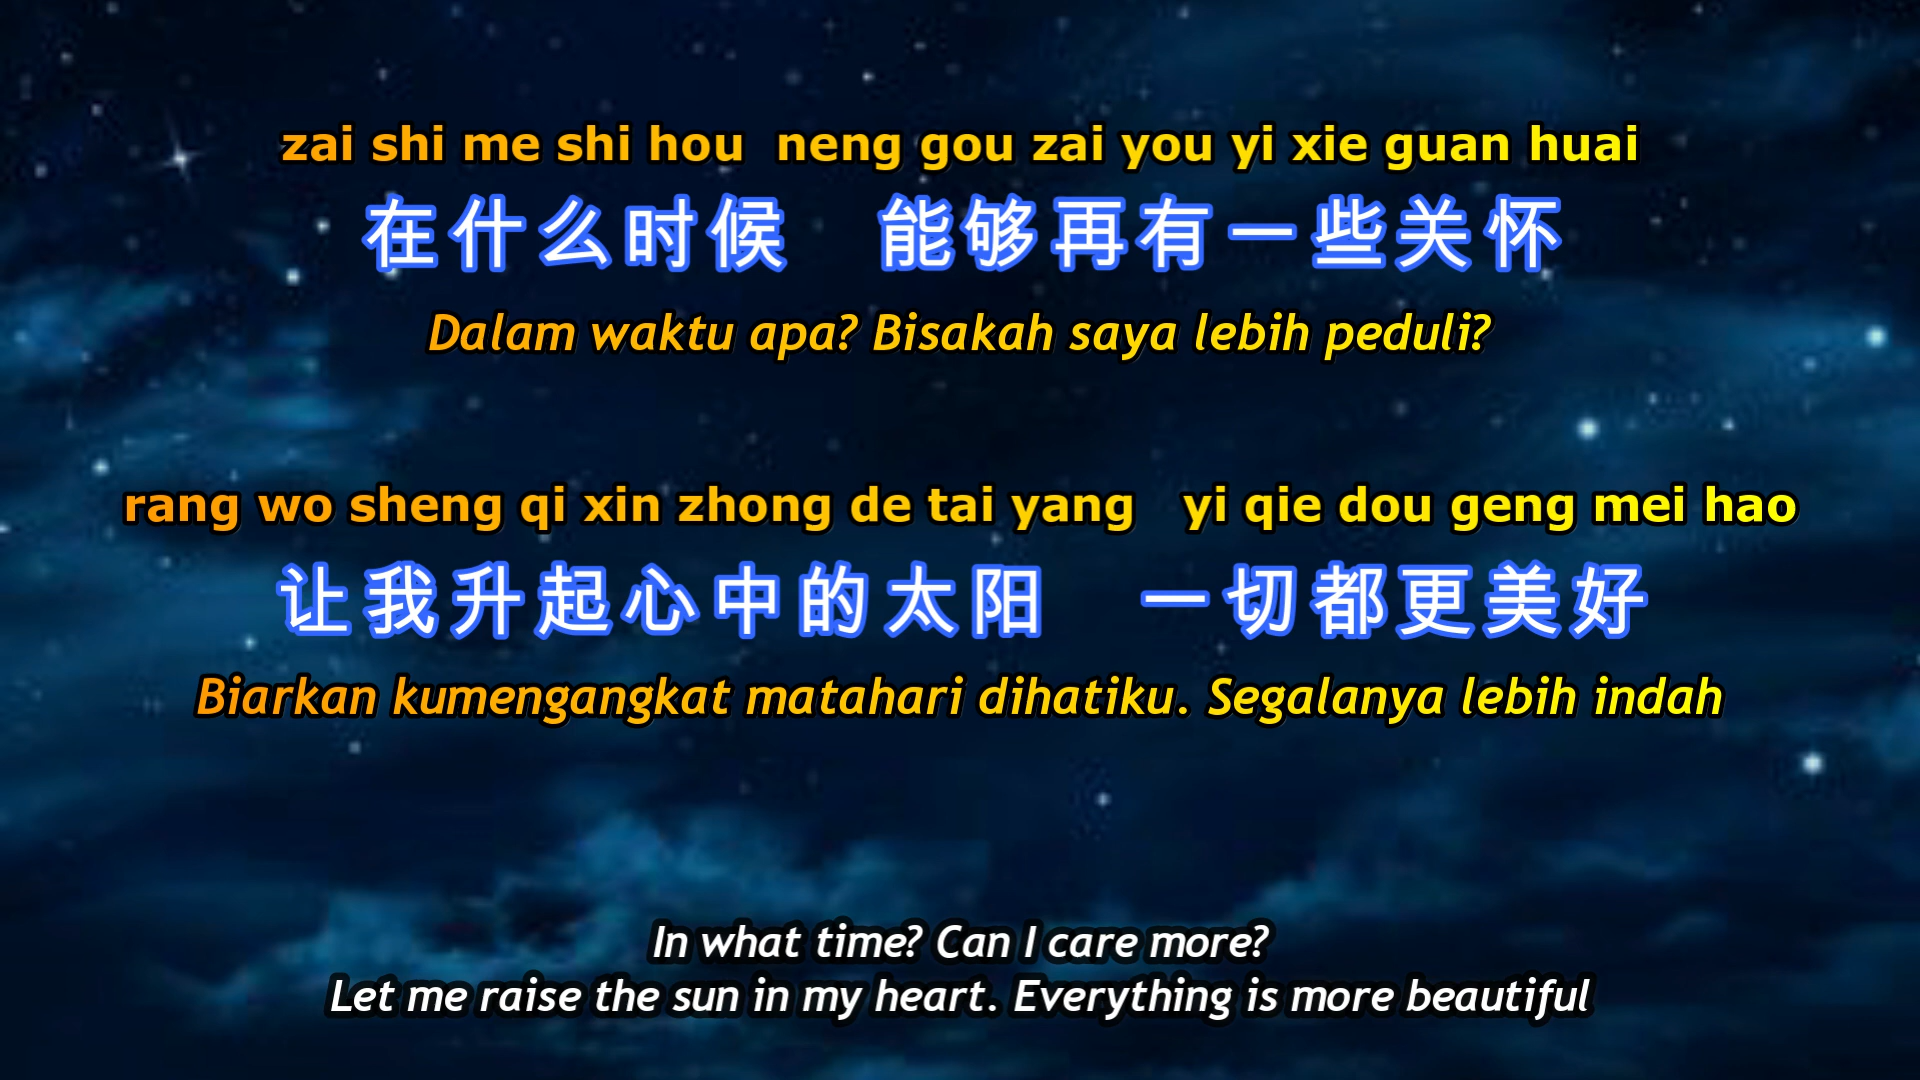 zai shi me shi hou  neng gou zai you yi xie guan huai
在什么时候　能够再有一些关怀
Dalam waktu apa? Bisakah saya lebih peduli?
rang wo sheng qi xin zhong de tai yang   yi qie dou geng mei hao
让我升起心中的太阳　一切都更美好
Biarkan kumengangkat matahari dihatiku. Segalanya lebih indah
In what time? Can I care more?
Let me raise the sun in my heart. Everything is more beautiful